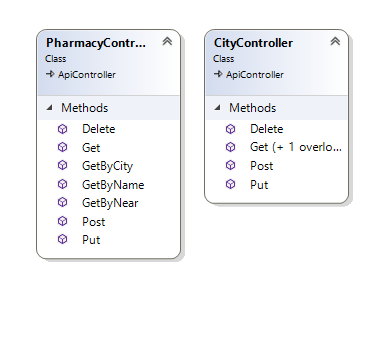 PharmacyContr...
Class
ApiController
Methods
Delete
Get
GetByCity
GetByName
GetByNear
Post
Put
CityController
Class
ApiController
Methods
Delete
Get (+ 1 overlo...
Post
Put